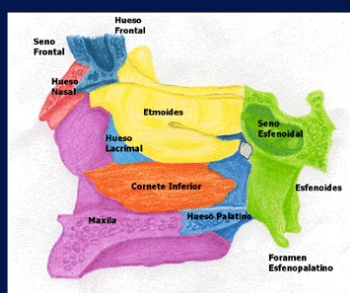 Hueso
Frontal
Seno
Frontal
Hueso
Nasal
Etmoides
Seno
Esfenoidal
Hueso
Lacrimal
Cornete Inferior
Esfenoides
Maxila
Hueso Palatino
Foramen
Esfenopalatino